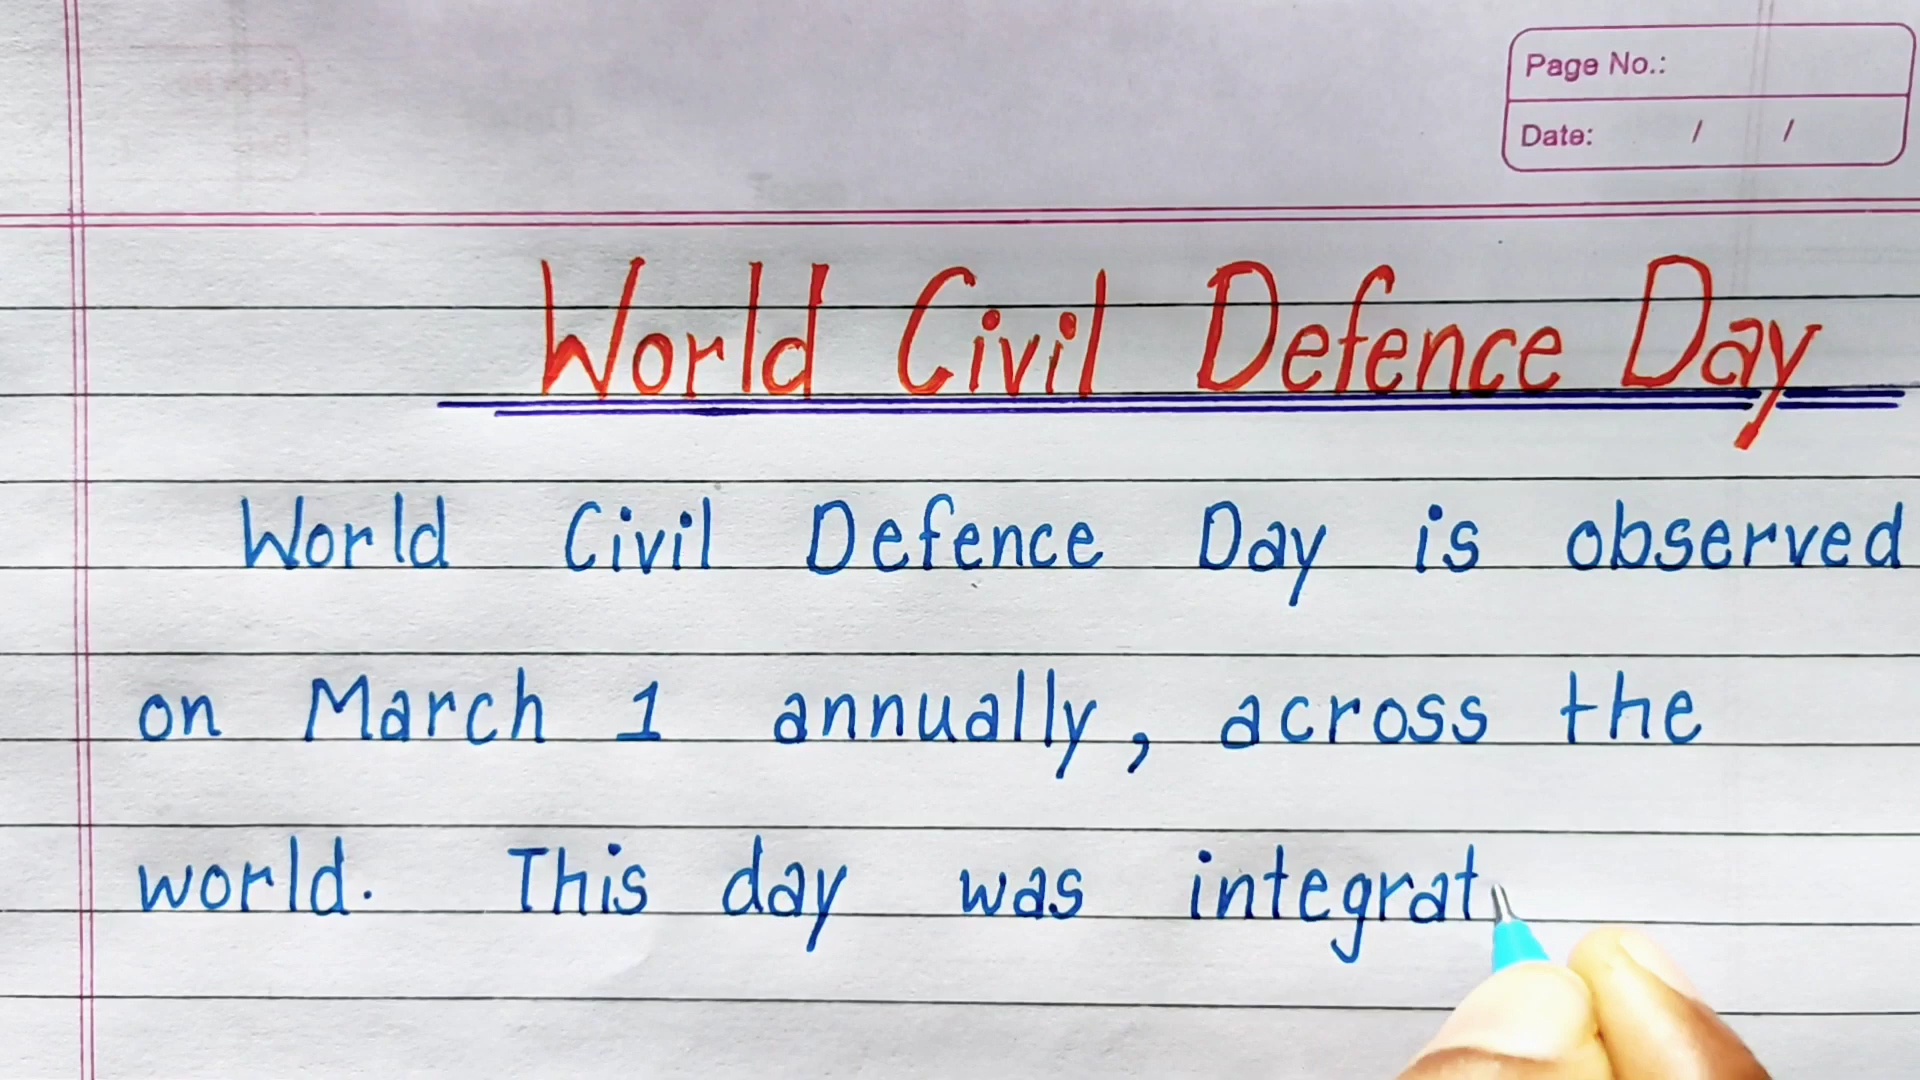 Page No.:
Date: / /
World Civil Defence Day
World Civil Defence Day is observed
on March 1 annually, across the
world. This day was integrat